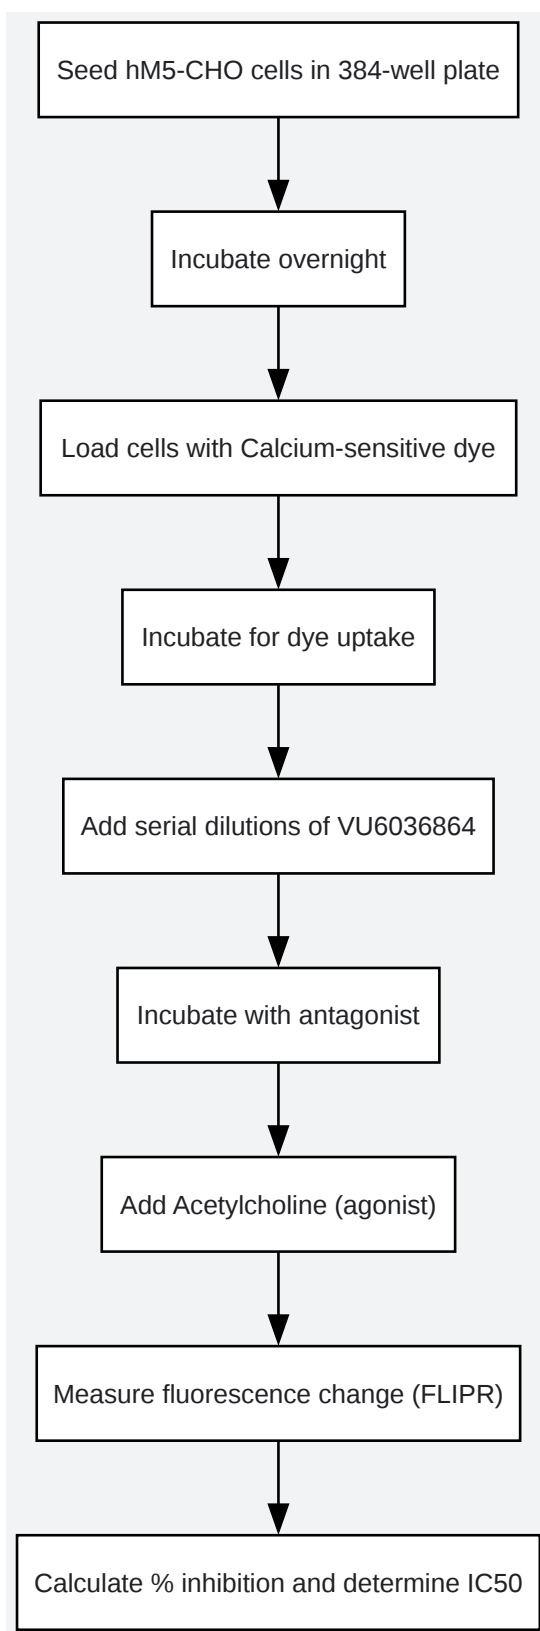 Seed hM5-CHO cells in 384-well plate
Incubate overnight
Load cells with Calcium-sensitive dye
Incubate for dye uptake
Add serial dilutions of VU6036864
Incubate with antagonist
Add Acetylcholine (agonist)
Measure fluorescence change (FLIPR)
Calculate % inhibition and determine IC50